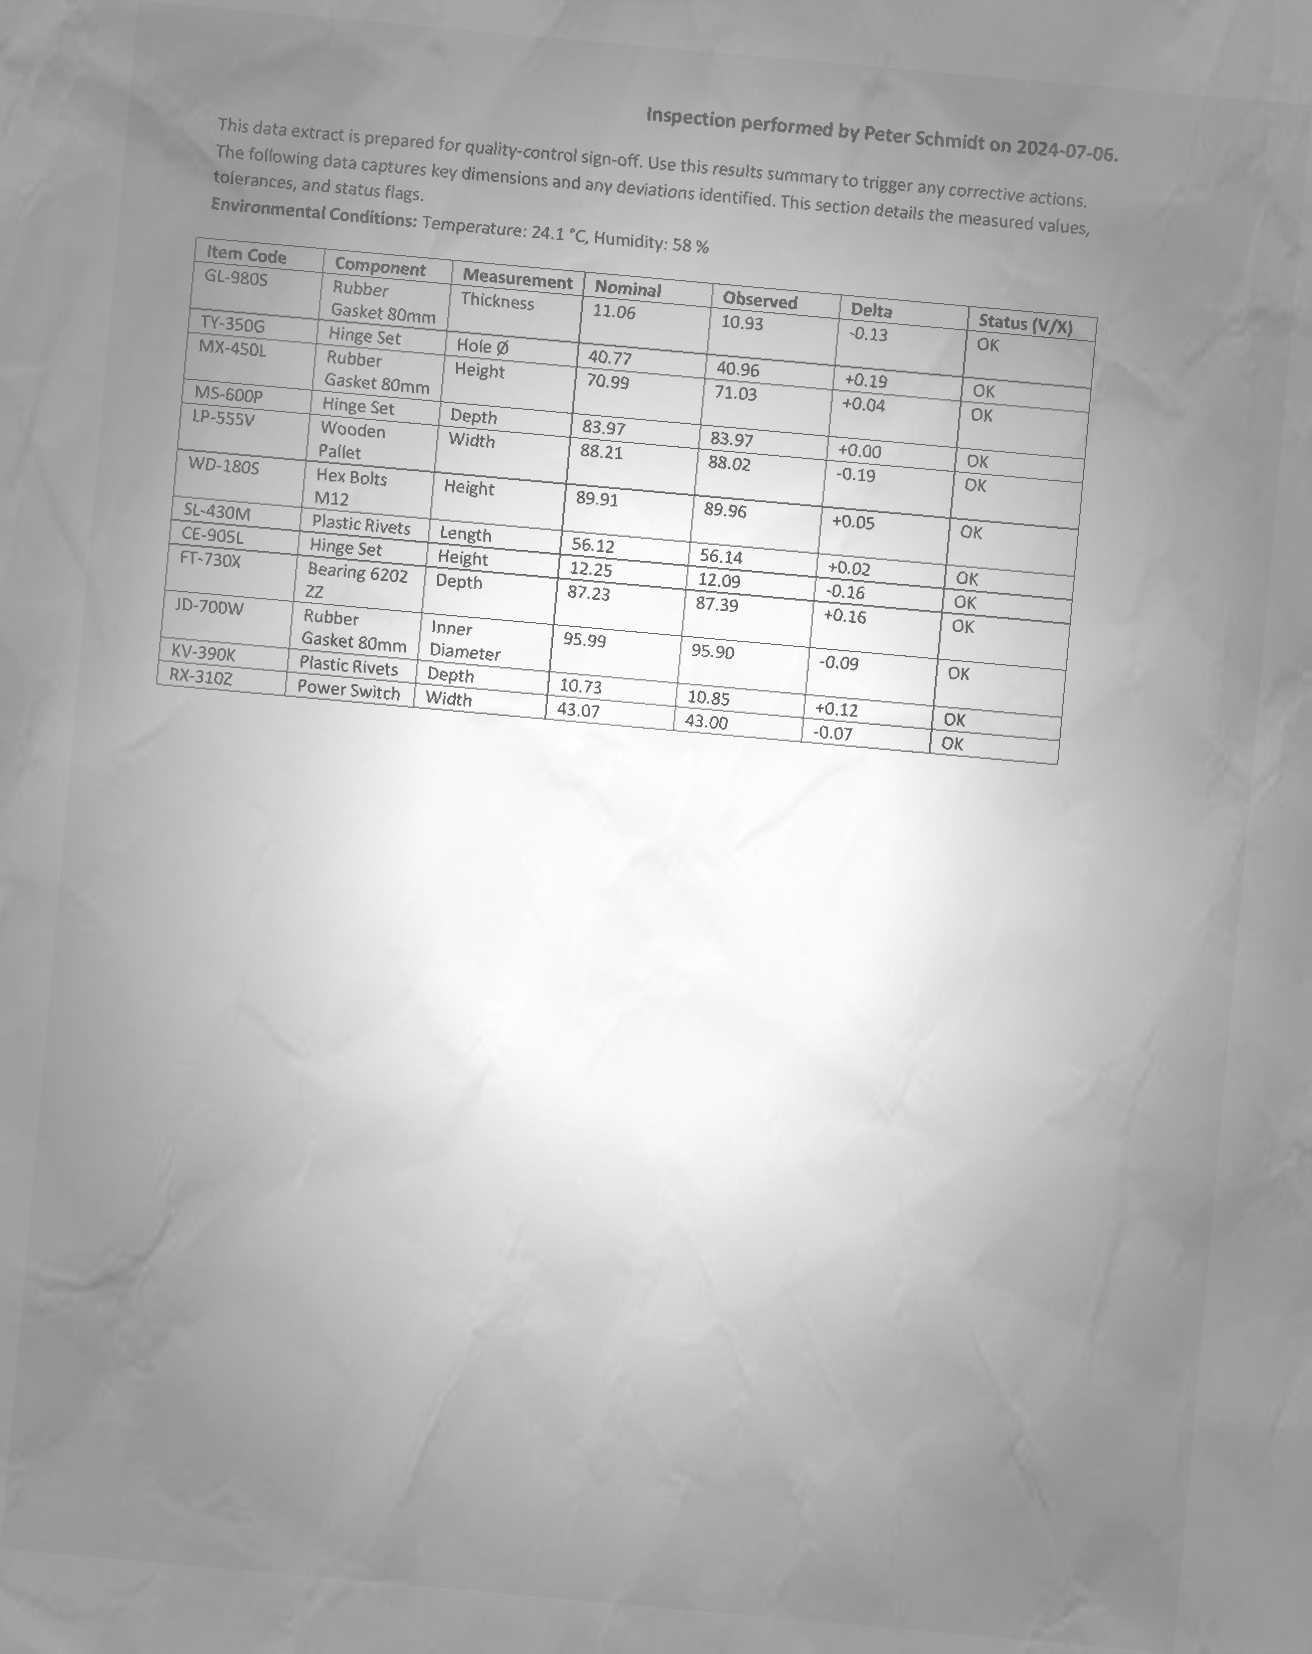 Inspection performed by Peter Schmidt on 2024-07-06.
This data extract is prepared for quality-control sign-off. Use this results summary to trigger any corrective actions.
The following data captures key dimensions and any deviations identified. This section details the measured values,
tolerances, and status flags.
Environmental Conditions: Temperature: 24.1 °C, Humidity: 58 %
Item Code Component Measurement Nominal Observed Delta Status (V/X)
GL-980S Rubber Gasket 80mm Thickness 11.06 10.93 -0.13 OK
TY-350G Hinge Set Hole Ø 40.77 40.96 +0.19 OK
MX-450L Rubber Gasket 80mm Height 70.99 71.03 +0.04 OK
MS-600P Hinge Set Depth 83.97 83.97 +0.00 OK
LP-555V Wooden Pallet Width 88.21 88.02 -0.19 OK
WD-180S Hex Bolts M12 Height 89.91 89.96 +0.05 OK
SL-430M Plastic Rivets Length 56.12 56.14 +0.02 OK
CE-905L Hinge Set Height 12.25 12.09 -0.16 OK
FT-730X Bearing 6202 ZZ Depth 87.23 87.39 +0.16 OK
JD-700W Rubber Gasket 80mm Inner Diameter 95.99 95.90 -0.09 OK
KV-390K Plastic Rivets Depth 10.73 10.85 +0.12 OK
RX-310Z Power Switch Width 43.07 43.00 -0.07 OK